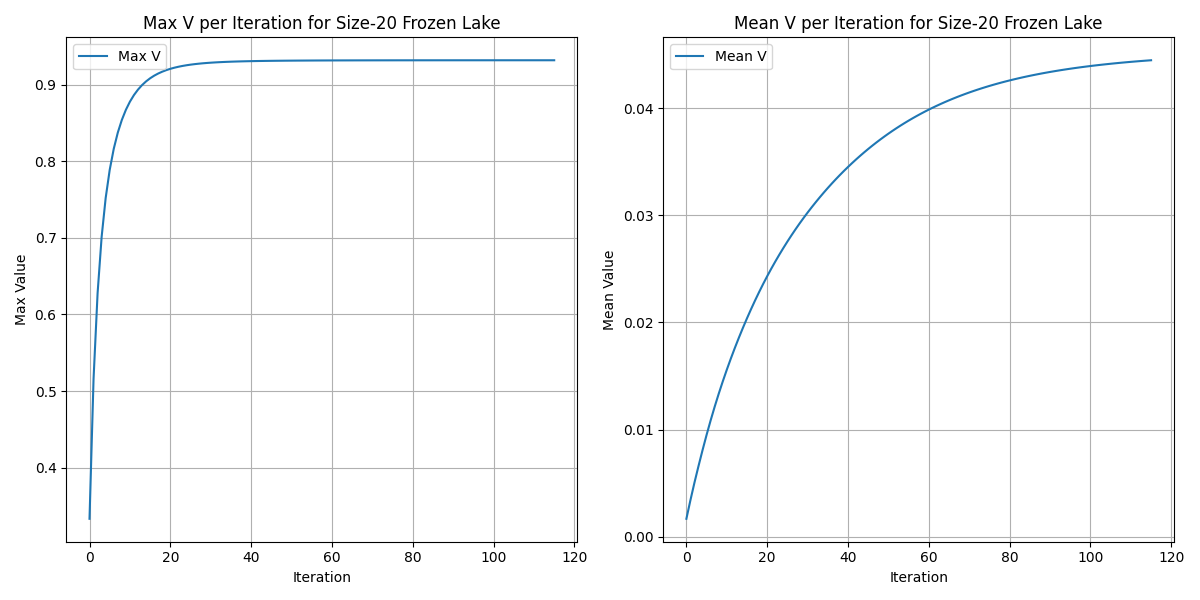 Max V per Iteration for Size-20 Frozen Lake
Max V
0.9
0.8
0.7
0.6
0.5
0.4
Max Value
0 20 40 60 80 100 120
Iteration
Mean V per Iteration for Size-20 Frozen Lake
Mean V
0.04
0.03
0.02
0.01
0.00
Mean Value
0 20 40 60 80 100 120
Iteration